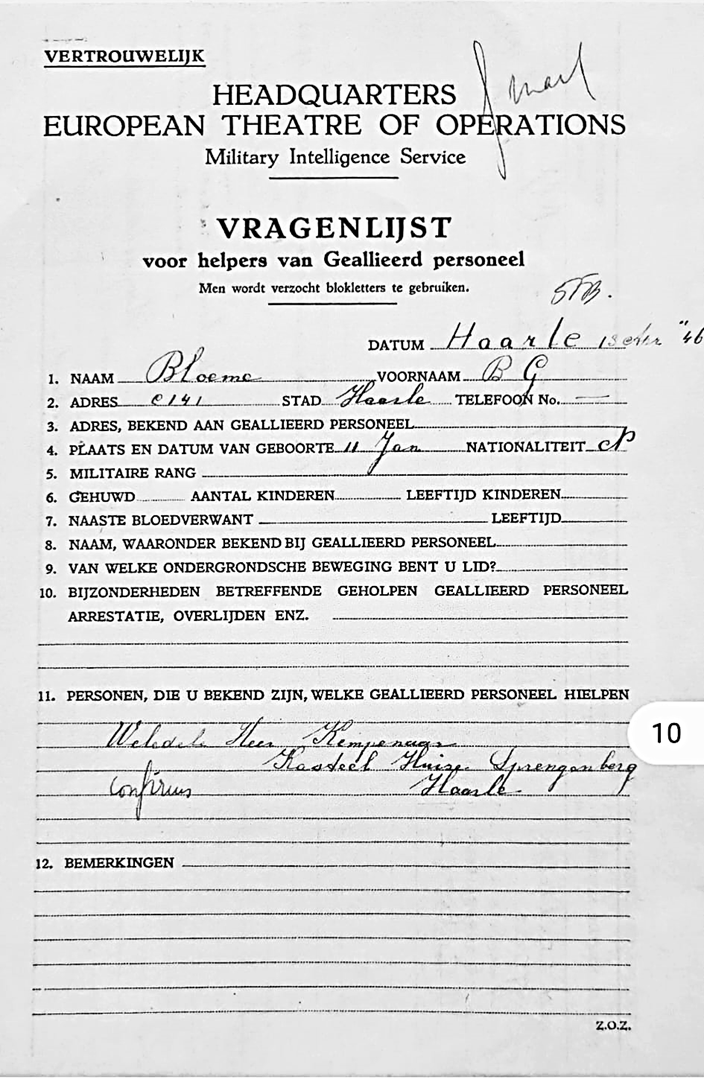 VERTROUWELIJK
HEADQUARTERS
EUROPEAN THEATRE OF OPERATIONS
Military Intelligence Service
VRAGENLIJST
voor helpers van Geallieerd personeel
Men wordt verzocht blokletters te gebruiken.
DATUM Haarle 13 "46
1. NAAM Bloeme VOORNAAM B G
2. ADRES C141 STAD Haarle TELEFOON No. —
3. ADRES, BEKEND AAN GEALLIEERD PERSONEEL
4. PLAATS EN DATUM VAN GEBOORTE 11 Jan NATIONALITEIT N
5. MILITAIRE RANG
6. GEHUWD AANTAL KINDEREN LEEFTIJD KINDEREN
7. NAASTE BLOEDVERWANT LEEFTIJD
8. NAAM, WAARONDER BEKEND BIJ GEALLIEERD PERSONEEL
9. VAN WELKE ONDERGRONDSCHE BEWEGING BENT U LID?
10. BIJZONDERHEDEN BETREFFENDE GEHOLPEN GEALLIEERD PERSONEEL
ARRESTATIE, OVERLIJDEN ENZ.
11. PERSONEN, DIE U BEKEND ZIJN, WELKE GEALLIEERD PERSONEEL HIELPEN
10
Weledele Heer Kempenaar
Kasteel Huize Sprengenberg
Haarle
12. BEMERKINGEN
Z.O.Z.